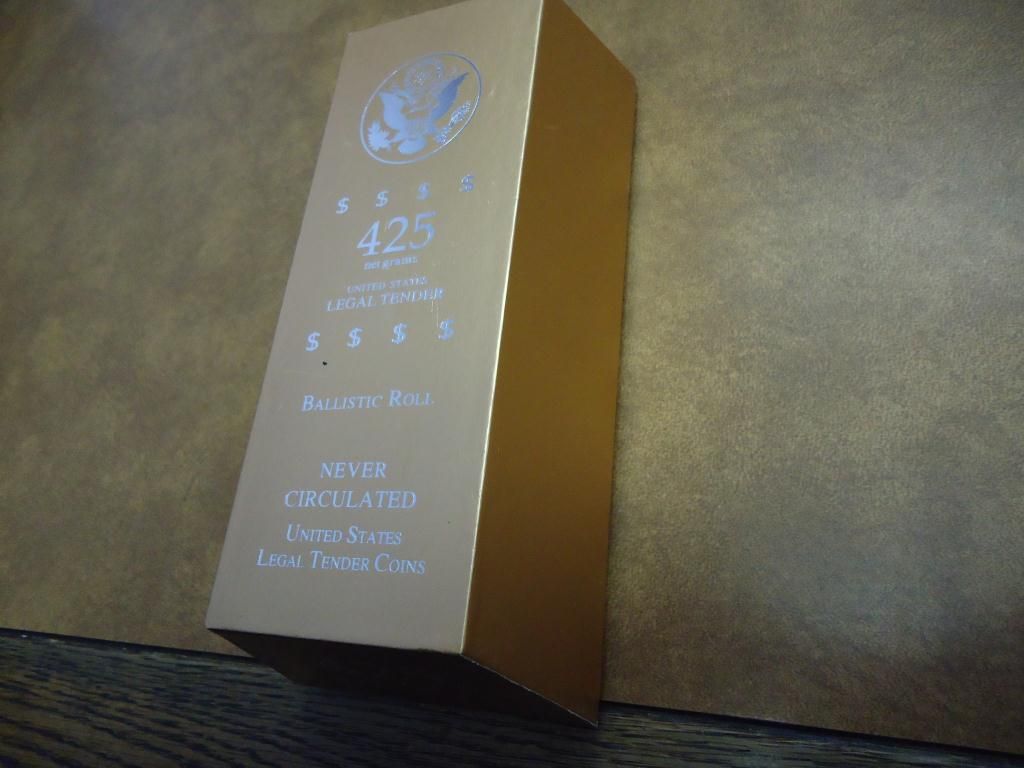 $ $ $ $
425
net grams
UNITED STATES
LEGAL TENDER
$ $ $ $
BALLISTIC ROLL
NEVER
CIRCULATED
UNITED STATES
LEGAL TENDER COINS